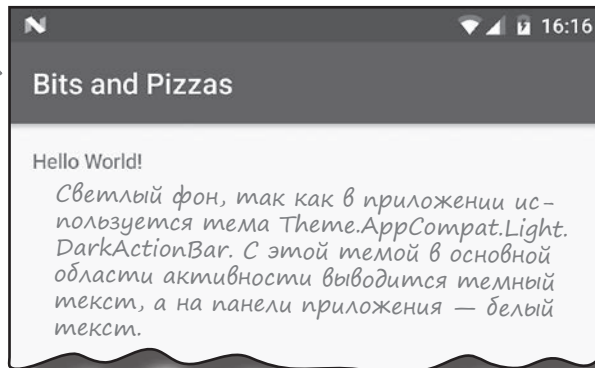 16:16
Bits and Pizzas
Hello World!
Светлый фон, так как в приложении ис-
пользуется тема Theme.AppCompat.Light.
DarkActionBar. С этой темой в основной
области активности выводится темный
текст, а на панели приложения — белый
текст.